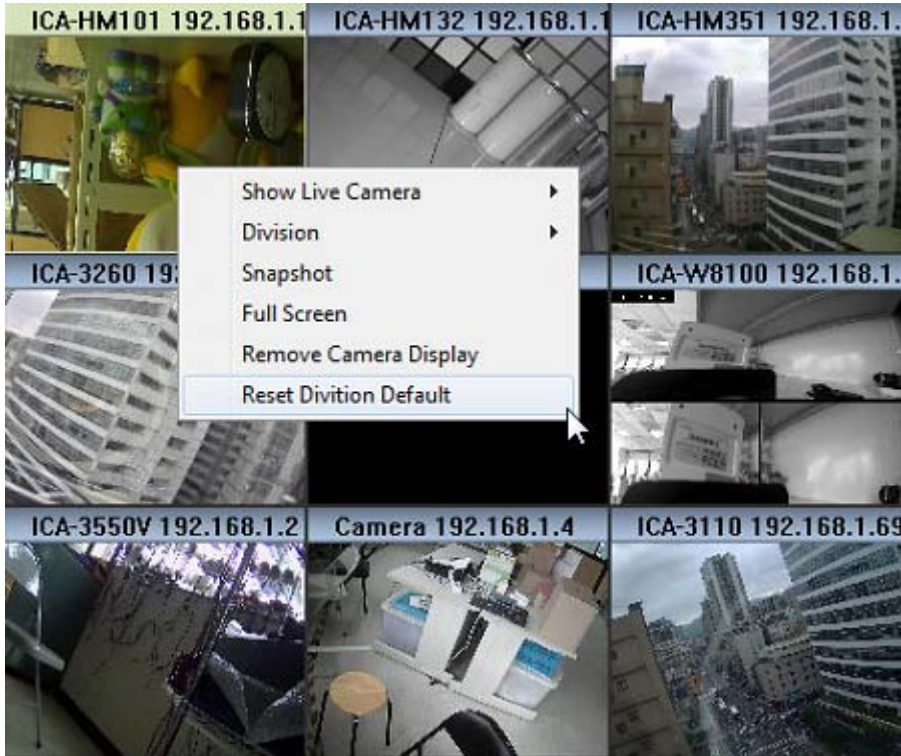 ICA-HM101 192.168.1.1
ICA-HM132 192.168.1.1
ICA-HM351 192.168.1.
Show Live Camera
Division
Snapshot
Full Screen
Remove Camera Display
Reset Divition Default
ICA-3260 19
ICA-W8100 192.168.1.
ICA-3550V 192.168.1.2
Camera 192.168.1.4
ICA-3110 192.168.1.69